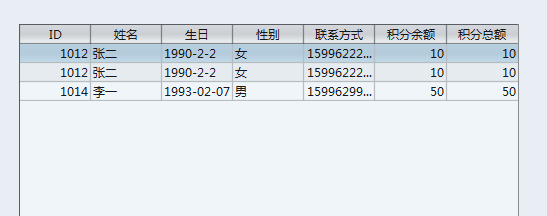 ID 姓名 生日 性别 联系方式 积分余额 积分总额
1012 张二 1990-2-2 女 15996222... 10 10
1012 张二 1990-2-2 女 15996222... 10 10
1014 李一 1993-02-07 男 15996299... 50 50